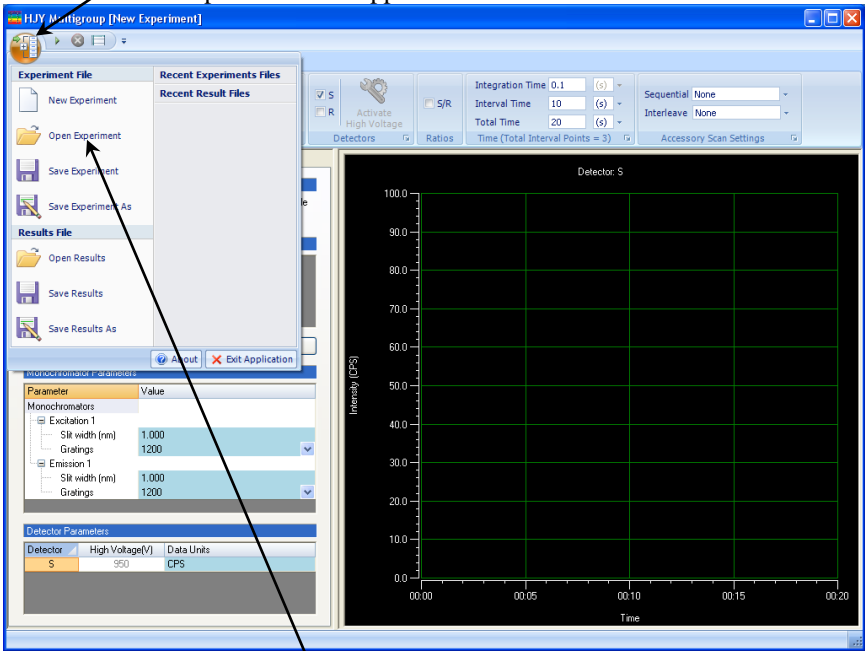 HJY Multigroup [New Experiment]
Experiment File
New Experiment
Open Experiment
Save Experiment
Save Experiment As
Results File
Open Results
Save Results
Save Results As
Recent Experiments Files
Recent Result Files
About
Exit Application
S
R
Activate
High Voltage
Detectors
S/R
Ratios
Integration Time 0.1 (s)
Interval Time 10 (s)
Total Time 20 (s)
Time (Total Interval Points = 3)
Sequential None
Interleave None
Accessory Scan Settings
Monochromator Parameters
Parameter Value
Monochromators
Excitation 1
Slit width (nm) 1.000
Gratings 1200
Emission 1
Slit width (nm) 1.000
Gratings 1200
Detector Parameters
Detector High Voltage(V) Data Units
S 950 CPS
Detector: S
Intensity (CPS)
100.0
90.0
80.0
70.0
60.0
50.0
40.0
30.0
20.0
10.0
0.0
00:00 00:05 00:10 00:15 00:20
Time